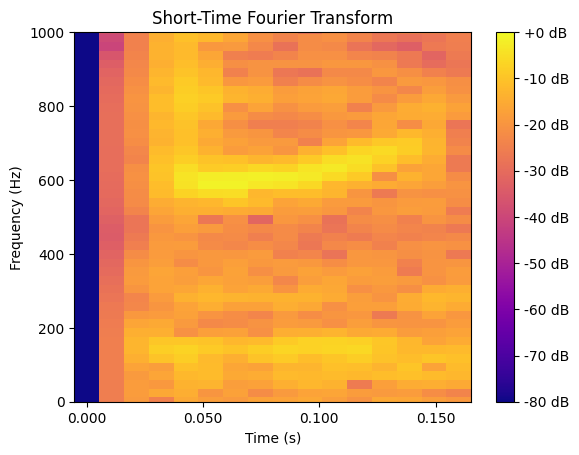 Short-Time Fourier Transform
1000
800
600
400
200
0
Frequency (Hz)
0.000
0.050
0.100
0.150
Time (s)
+0 dB
-10 dB
-20 dB
-30 dB
-40 dB
-50 dB
-60 dB
-70 dB
-80 dB